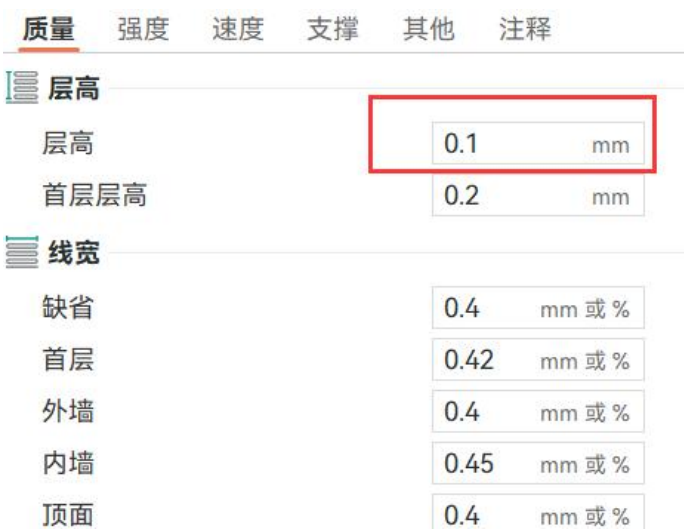 质量 强度 速度 支撑 其他 注释
层高
层高 0.1 mm
首层层高 0.2 mm
线宽
缺省 0.4 mm 或 %
首层 0.42 mm 或 %
外墙 0.4 mm 或 %
内墙 0.45 mm 或 %
顶面 0.4 mm 或 %